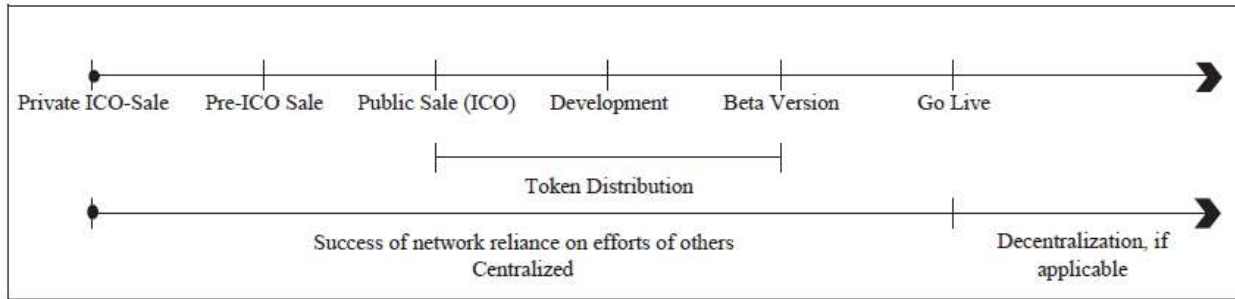 Private ICO-Sale Pre-ICO Sale Public Sale (ICO) Development Beta Version Go Live
Token Distribution
Success of network reliance on efforts of others
Centralized
Decentralization, if
applicable